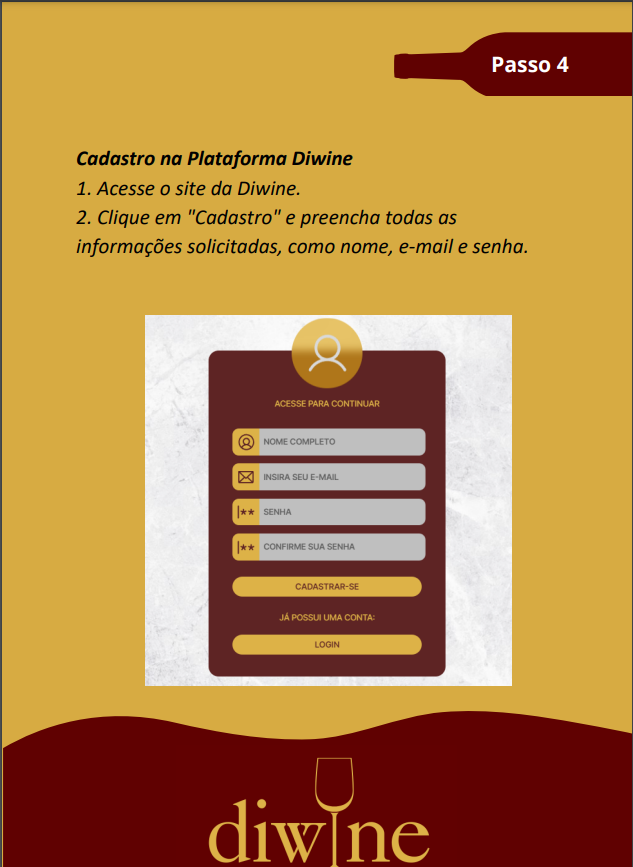 Passo 4
Cadastro na Plataforma Diwine
1. Acesse o site da Diwine.
2. Clique em "Cadastro" e preencha todas as
informações solicitadas, como nome, e-mail e senha.
ACESSE PARA CONTINUAR
NOME COMPLETO
INSIRA SEU E-MAIL
|** SENHA
|** CONFIRME SUA SENHA
CADASTRAR-SE
JÁ POSSUI UMA CONTA:
LOGIN
diwine